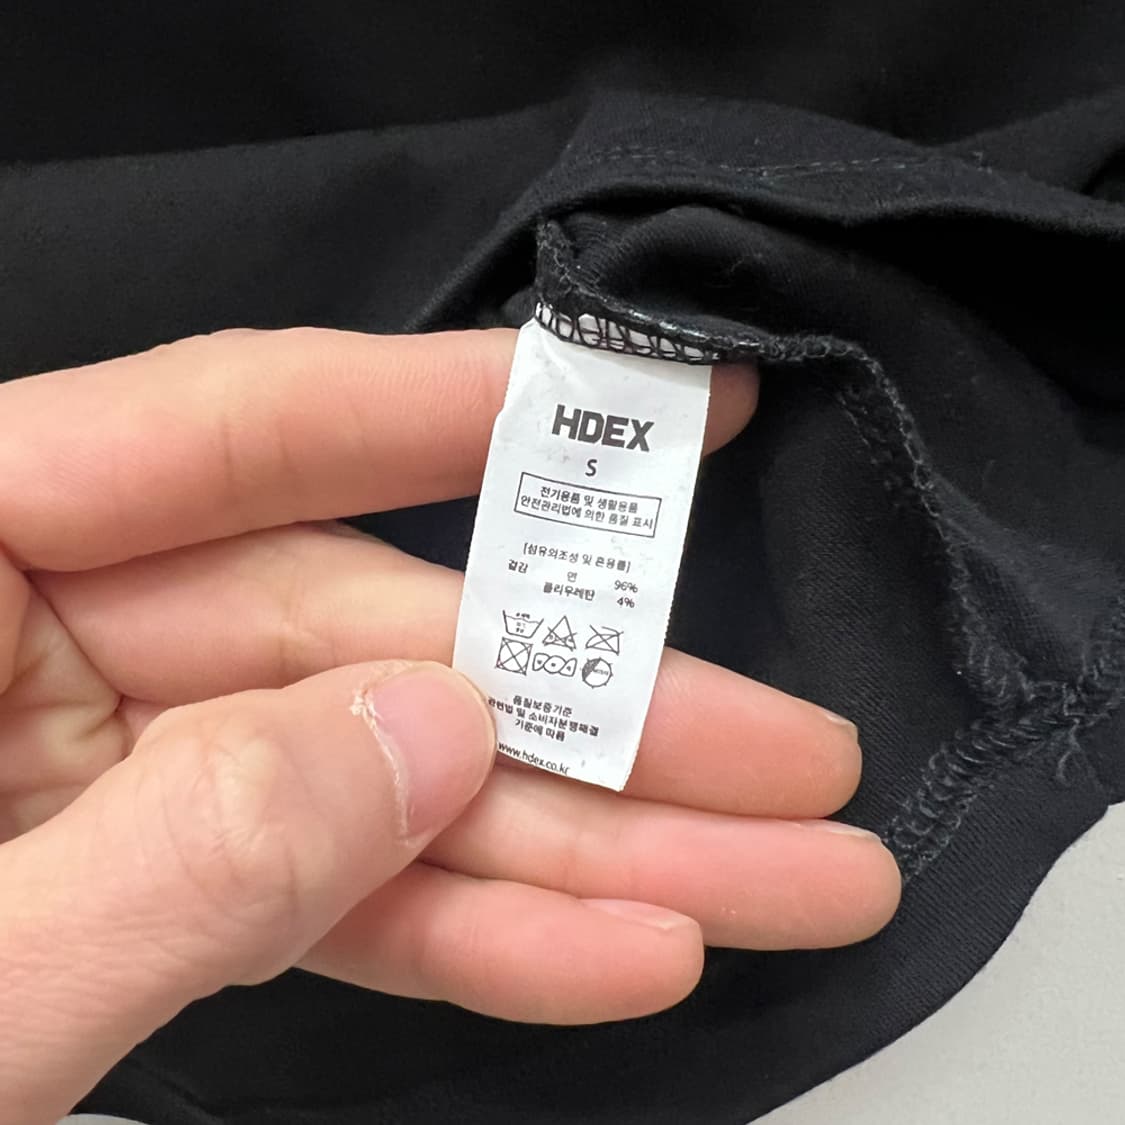 HDEX
S
전기용품 및 생활용품
안전관리법에 의한 품질 표시
[섬유의조성 및 혼용률]
겉감 면 96%
폴리우레탄 4%
품질보증기준
관련법 및 소비자분쟁해결
기준에 따름
www.hdex.co.kr